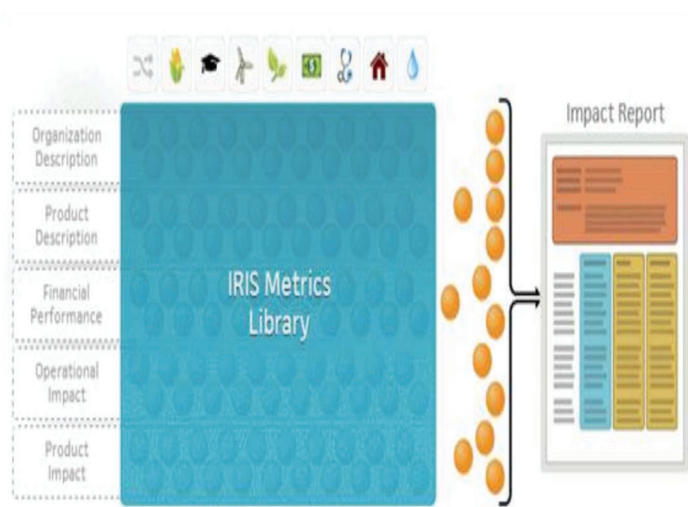 Impact Report
Organization
Description
Product
Description
Financial
Performance
Operational
Impact
Product
Impact
IRIS Metrics
Library